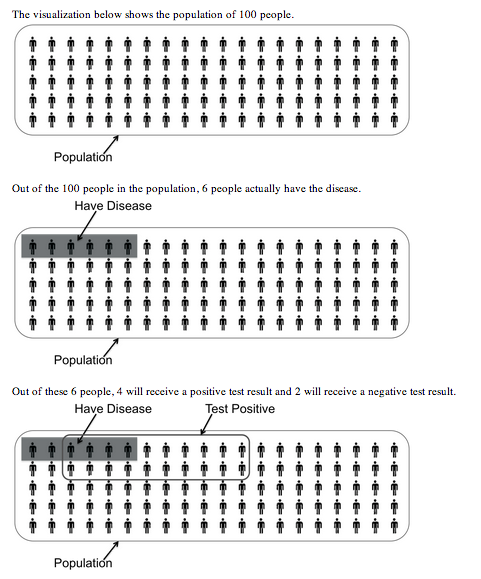 The visualization below shows the population of 100 people.
Population
Out of the 100 people in the population, 6 people actually have the disease.
Have Disease
Population
Out of these 6 people, 4 will receive a positive test result and 2 will receive a negative test result.
Have Disease Test Positive
Population